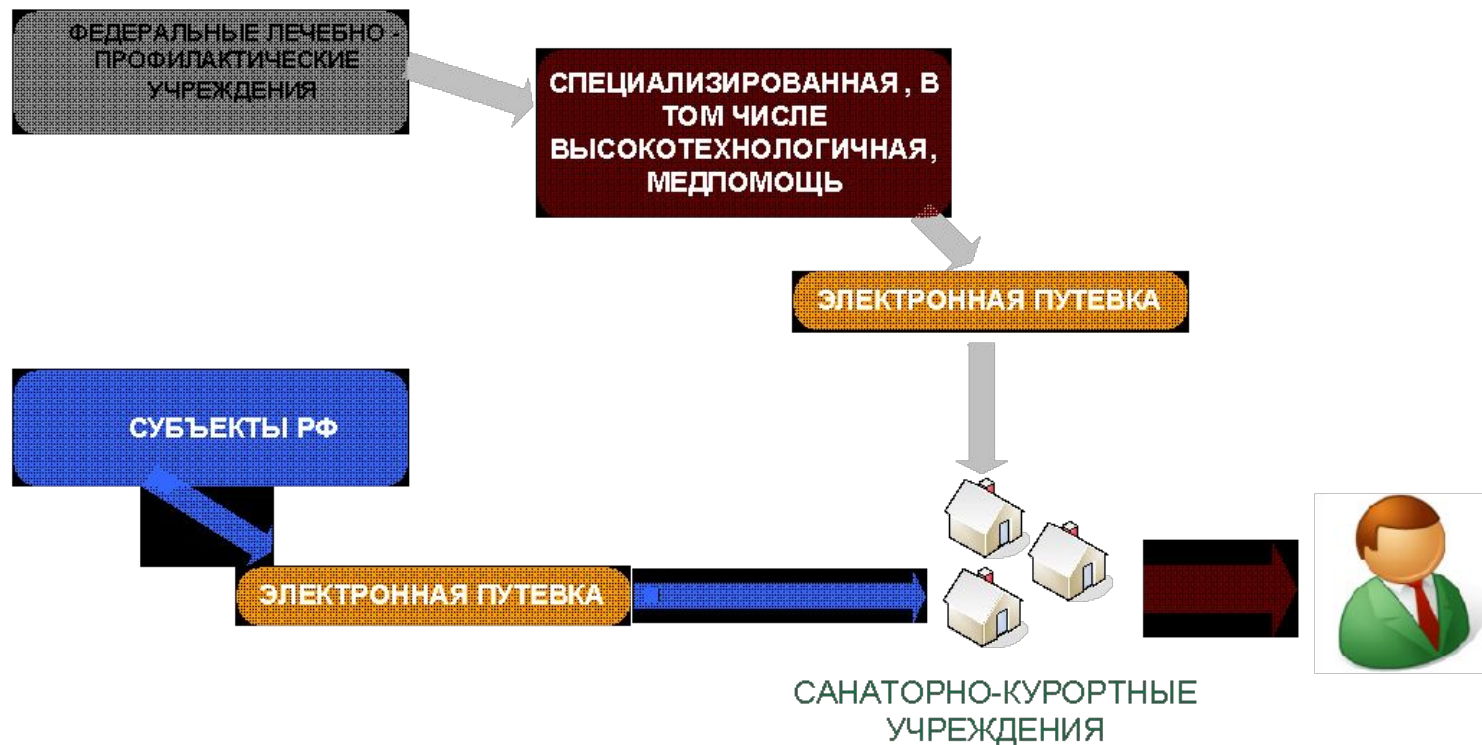 ФЕДЕРАЛЬНЫЕ ЛЕЧЕБНО -
ПРОФИЛАКТИЧЕСКИЕ
УЧРЕЖДЕНИЯ
СПЕЦИАЛИЗИРОВАННАЯ , В
ТОМ ЧИСЛЕ
ВЫСОКОТЕХНОЛОГИЧНАЯ,
МЕДПОМОЩЬ
ЭЛЕКТРОННАЯ ПУТЕВКА
СУБЪЕКТЫ РФ
ЭЛЕКТРОННАЯ ПУТЕВКА
САНАТОРНО-КУРОРТНЫЕ
УЧРЕЖДЕНИЯ